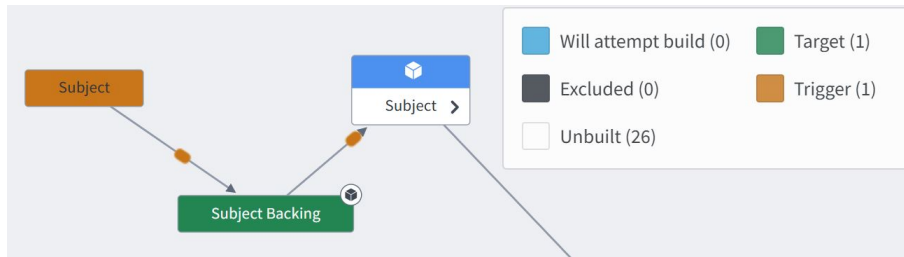 Subject
Subject Backing
Subject
Will attempt build (0)
Target (1)
Excluded (0)
Trigger (1)
Unbuilt (26)